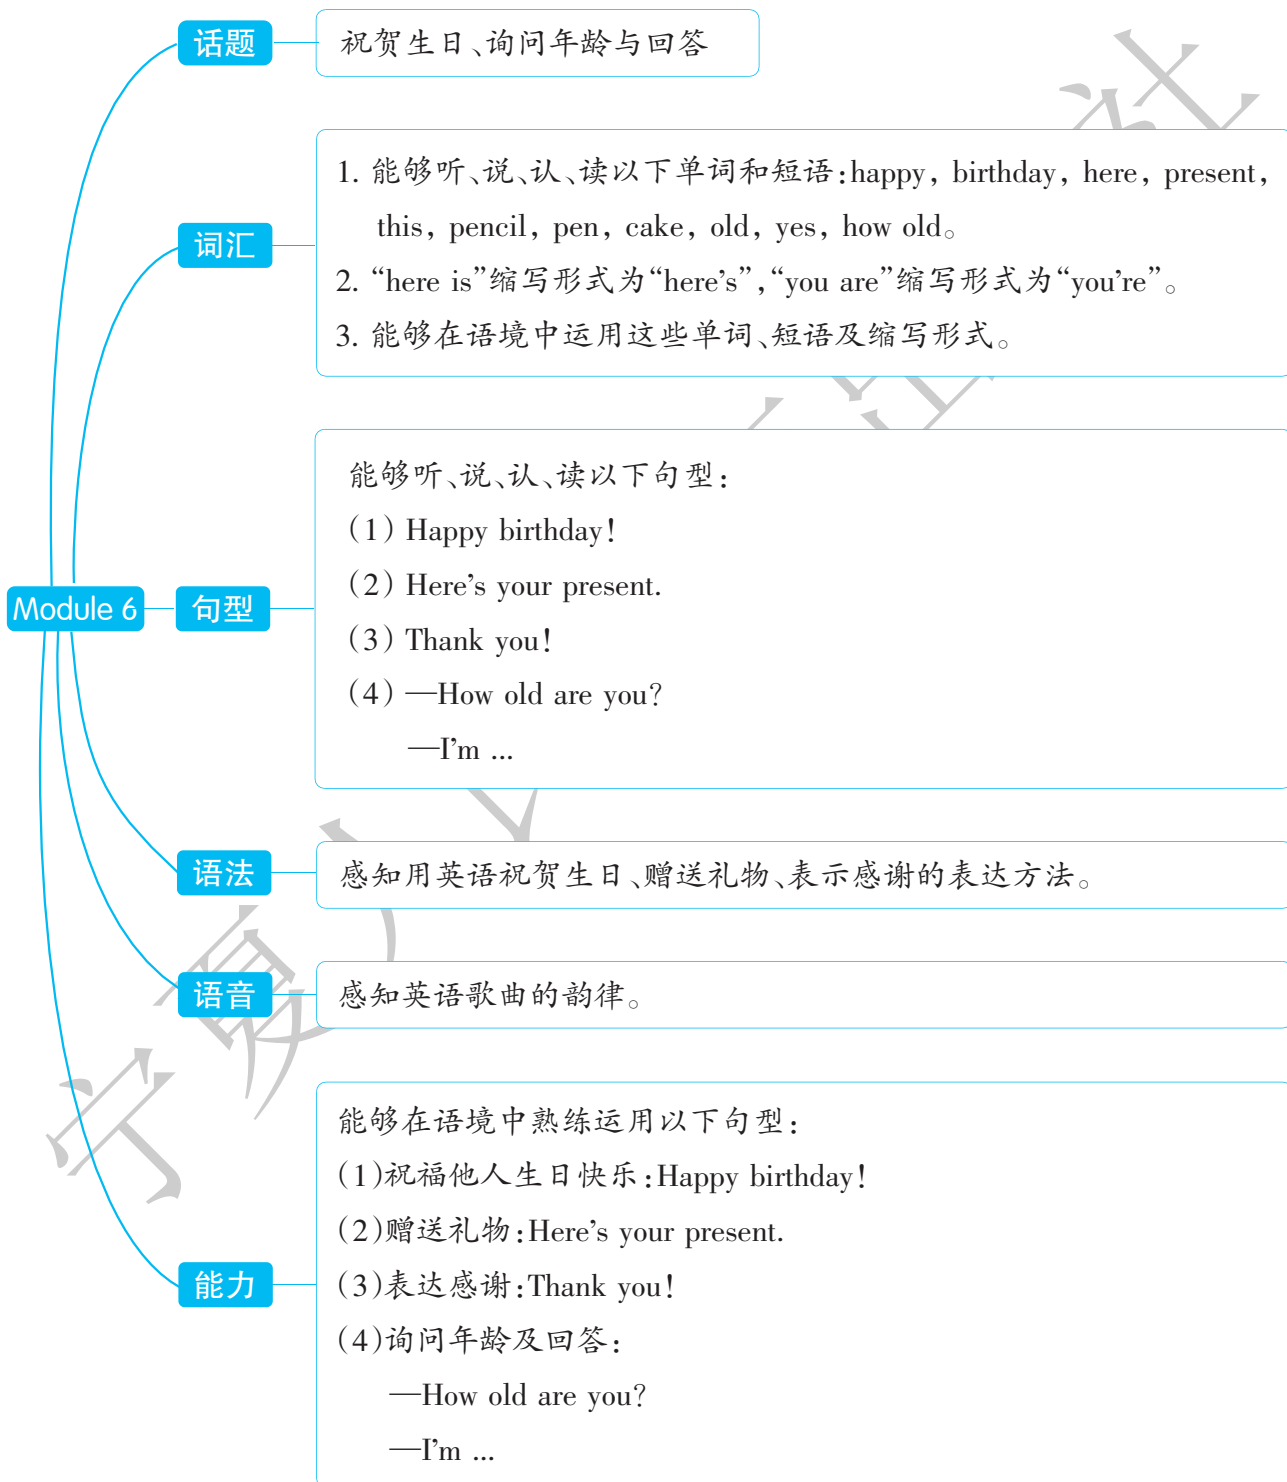 话题
祝贺生日、询问年龄与回答
词汇
1. 能够听、说、认、读以下单词和短语:happy, birthday, here, present,
this, pencil, pen, cake, old, yes, how old。
2. “here is”缩写形式为“here's”,“you are”缩写形式为“you're”。
3. 能够在语境中运用这些单词、短语及缩写形式。
Module 6
句型
能够听、说、认、读以下句型:
(1) Happy birthday!
(2) Here's your present.
(3) Thank you!
(4) —How old are you?
—I'm ...
语法
感知用英语祝贺生日、赠送礼物、表示感谢的表达方法。
语音
感知英语歌曲的韵律。
能力
能够在语境中熟练运用以下句型:
(1)祝福他人生日快乐:Happy birthday!
(2)赠送礼物:Here's your present.
(3)表达感谢:Thank you!
(4)询问年龄及回答:
—How old are you?
—I'm ...
宁夏人
社